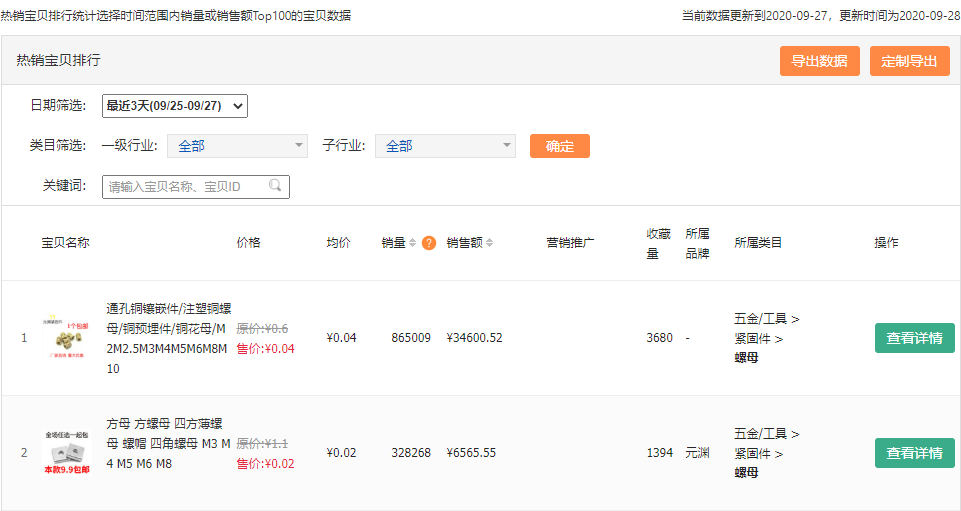 热销宝贝排行统计选择时间范围内销量或销售额Top100的宝贝数据 当前数据更新到2020-09-27，更新时间为2020-09-28
热销宝贝排行 导出数据 定制导出
日期筛选: 最近3天(09/25-09/27)
类目筛选: 一级行业: 全部 子行业: 全部 确定
关键词: 请输入宝贝名称、宝贝ID
宝贝名称 价格 均价 销量 ? 销售额 营销推广 收藏量 所属品牌 所属类目 操作
1
1个包邮
通孔铜镶嵌件/注塑铜螺
母/铜预埋件/铜花母/M
2M2.5M3M4M5M6M8M
10
原价:¥0.6
售价:¥0.04
¥0.04 865009 ¥34600.52 3680 -
五金/工具 >
紧固件 >
螺母
查看详情
2
全场任选一起包
本款9.9包邮
方母 方螺母 四方薄螺
母 螺帽 四角螺母 M3 M
4 M5 M6 M8
原价:¥1.1
售价:¥0.02
¥0.02 328268 ¥6565.55 1394 元渊
五金/工具 >
紧固件 >
螺母
查看详情